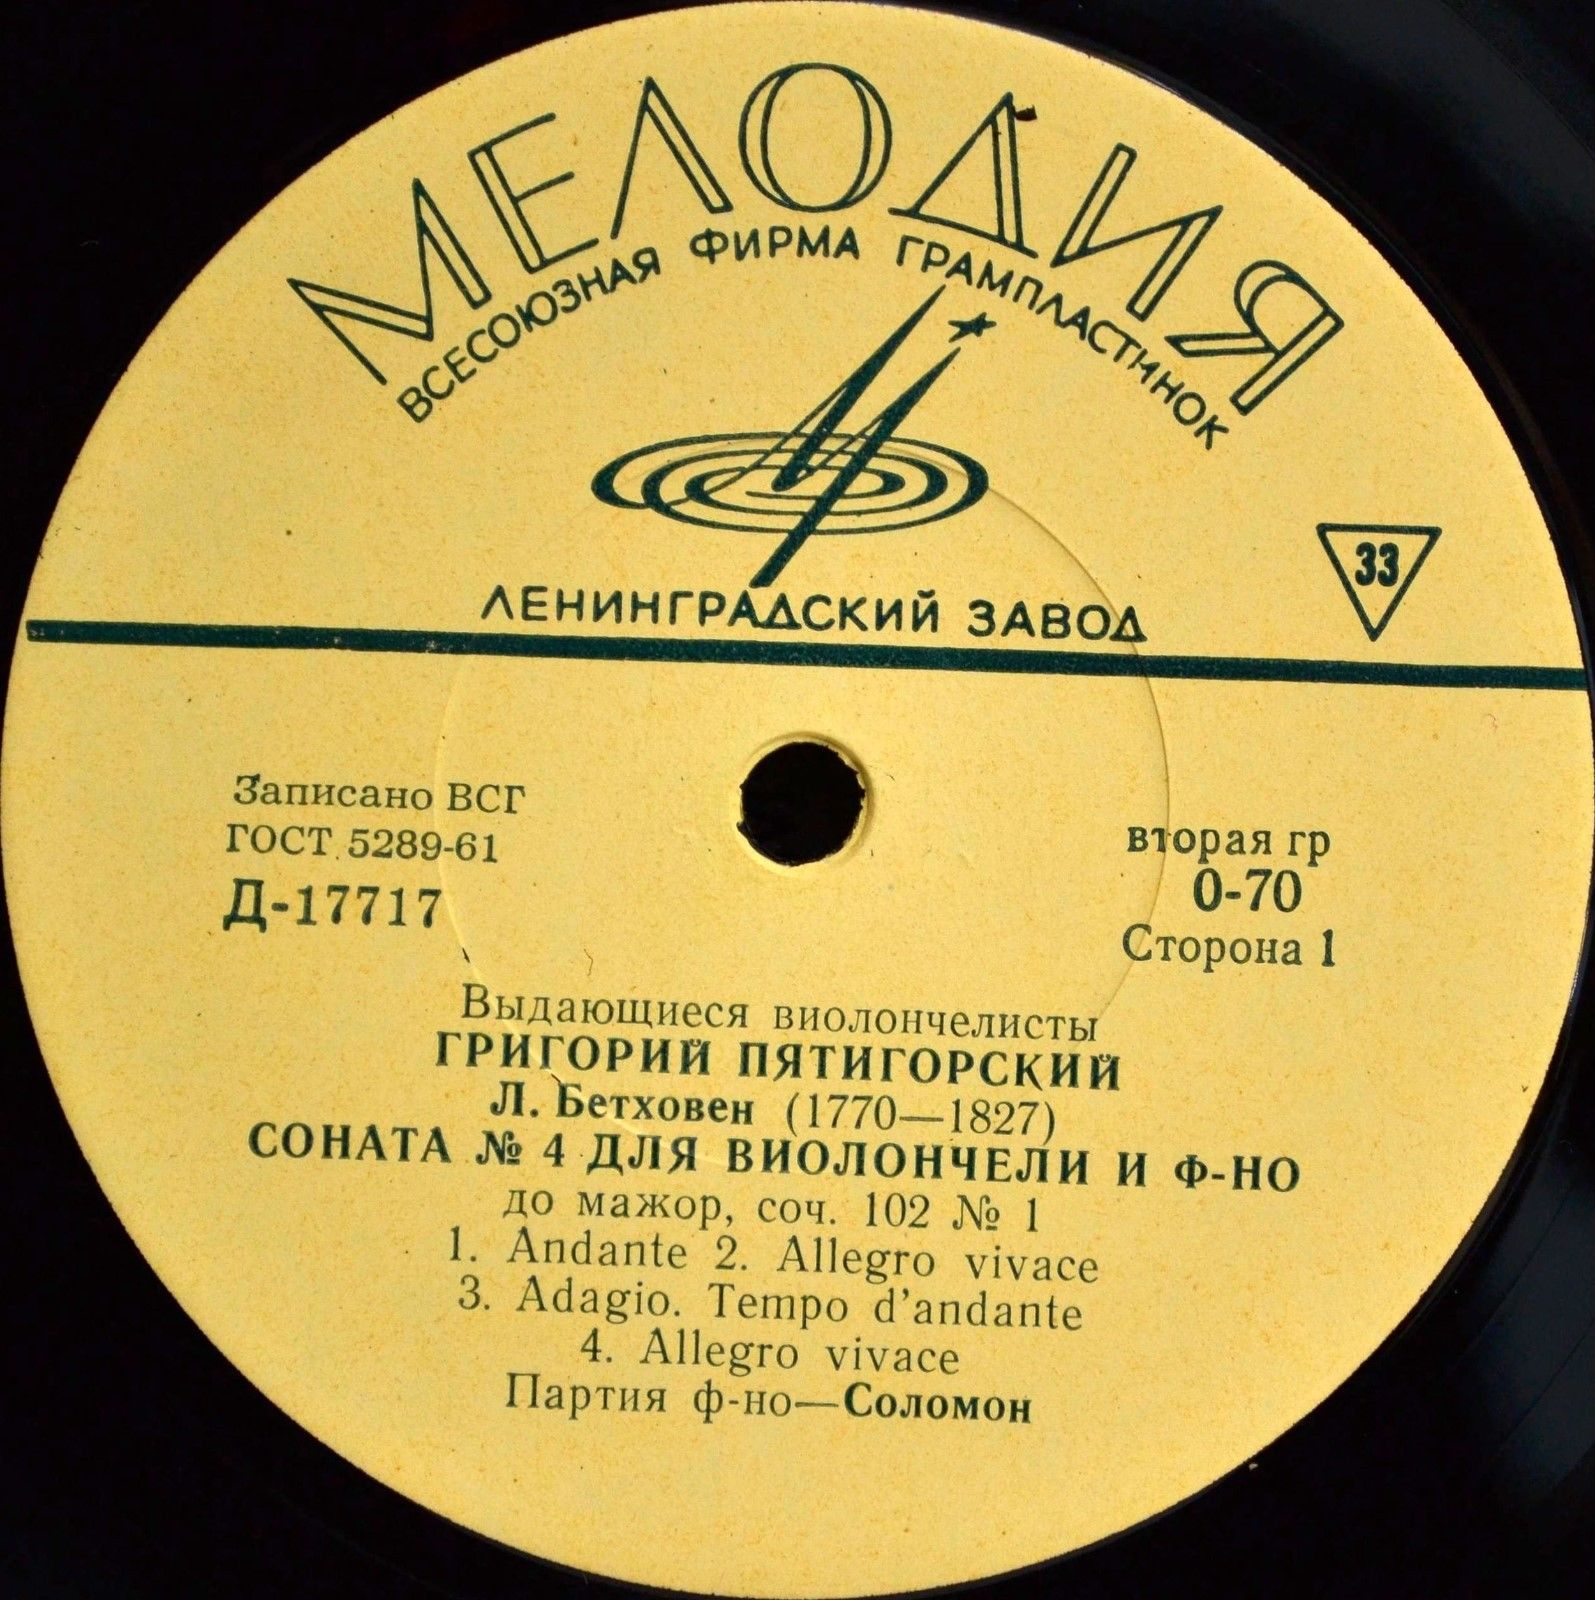 МЕЛОДИЯ
ВСЕСОЮЗНАЯ ФИРМА ГРАМПЛАСТИНОК
33
ЛЕНИНГРАДСКИЙ ЗАВОД
Записано ВСГ
ГОСТ 5289-61
Д-17717
вторая гр
0-70
Сторона 1
Выдающиеся виолончелисты
ГРИГОРИЙ ПЯТИГОРСКИЙ
Л. Бетховен (1770—1827)
СОНАТА № 4 ДЛЯ ВИОЛОНЧЕЛИ И Ф-НО
до мажор, соч. 102 № 1
1. Andante 2. Allegro vivace
3. Adagio. Tempo d'andante
4. Allegro vivace
Партия ф-но—Соломон